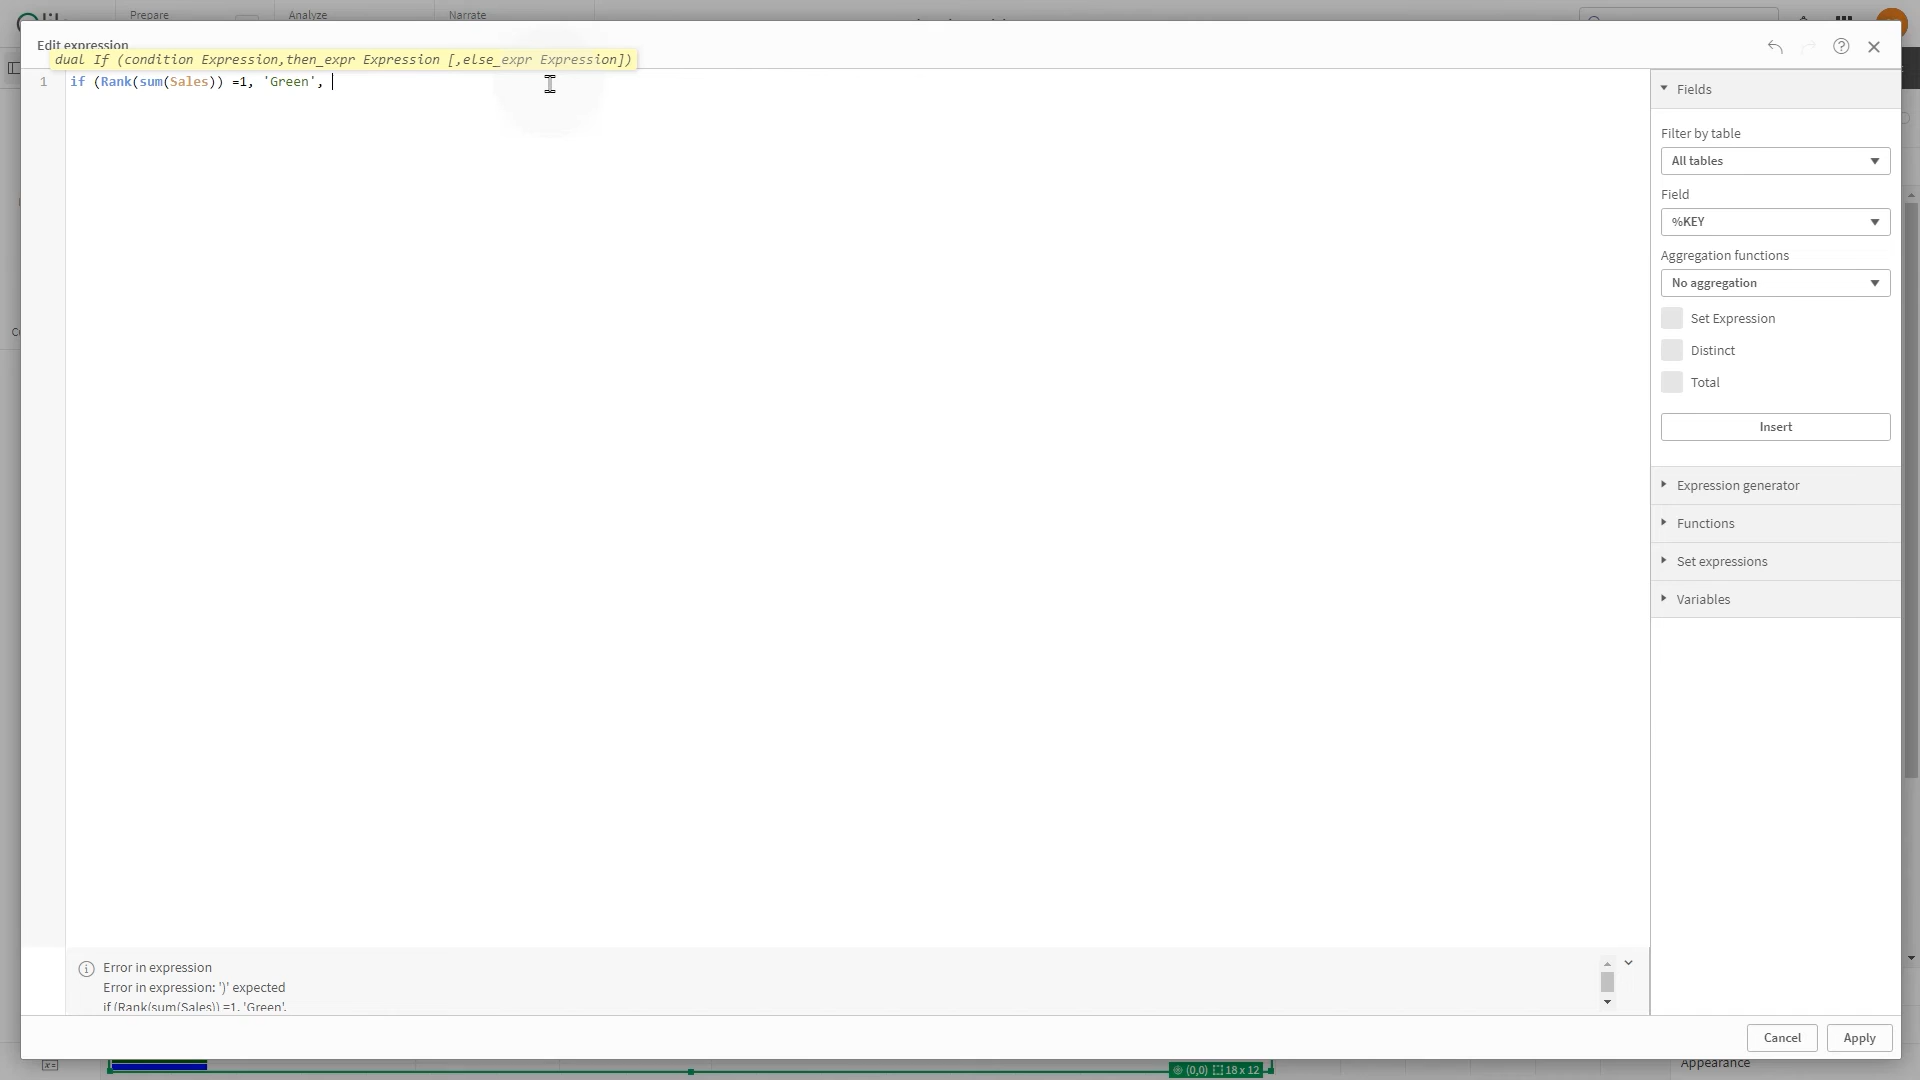 Prepare
Analyze
Narrate
Edit expression
dual If (condition Expression,then_expr Expression [,else_expr Expression])
1 if (Rank(sum(Sales)) =1, 'Green',
Fields
Filter by table
All tables
Field
%KEY
Aggregation functions
No aggregation
Set Expression
Distinct
Total
Insert
Expression generator
Functions
Set expressions
Variables
Error in expression
Error in expression: ')' expected
if (Rank(sum(Sales)) =1, 'Green',
Cancel
Apply
(0,0) 18 x 12
Appearance